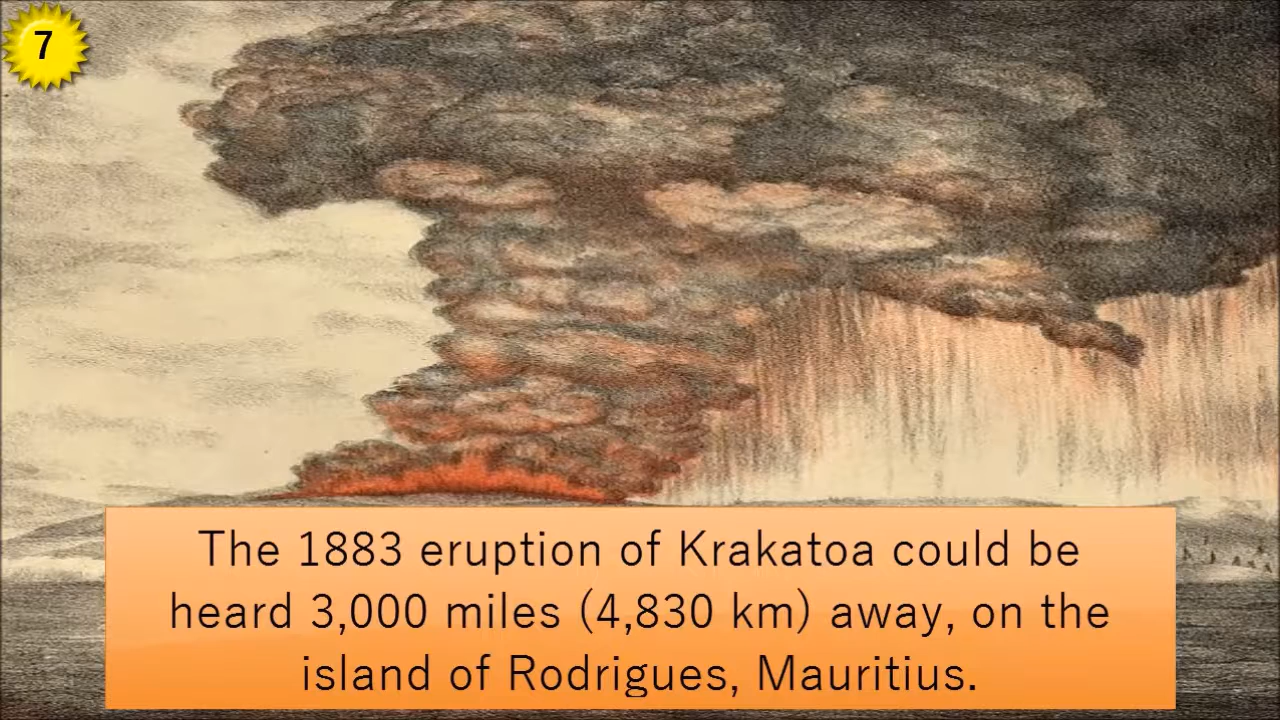 7
The 1883 eruption of Krakatoa could be
heard 3,000 miles (4,830 km) away, on the
island of Rodrigues, Mauritius.